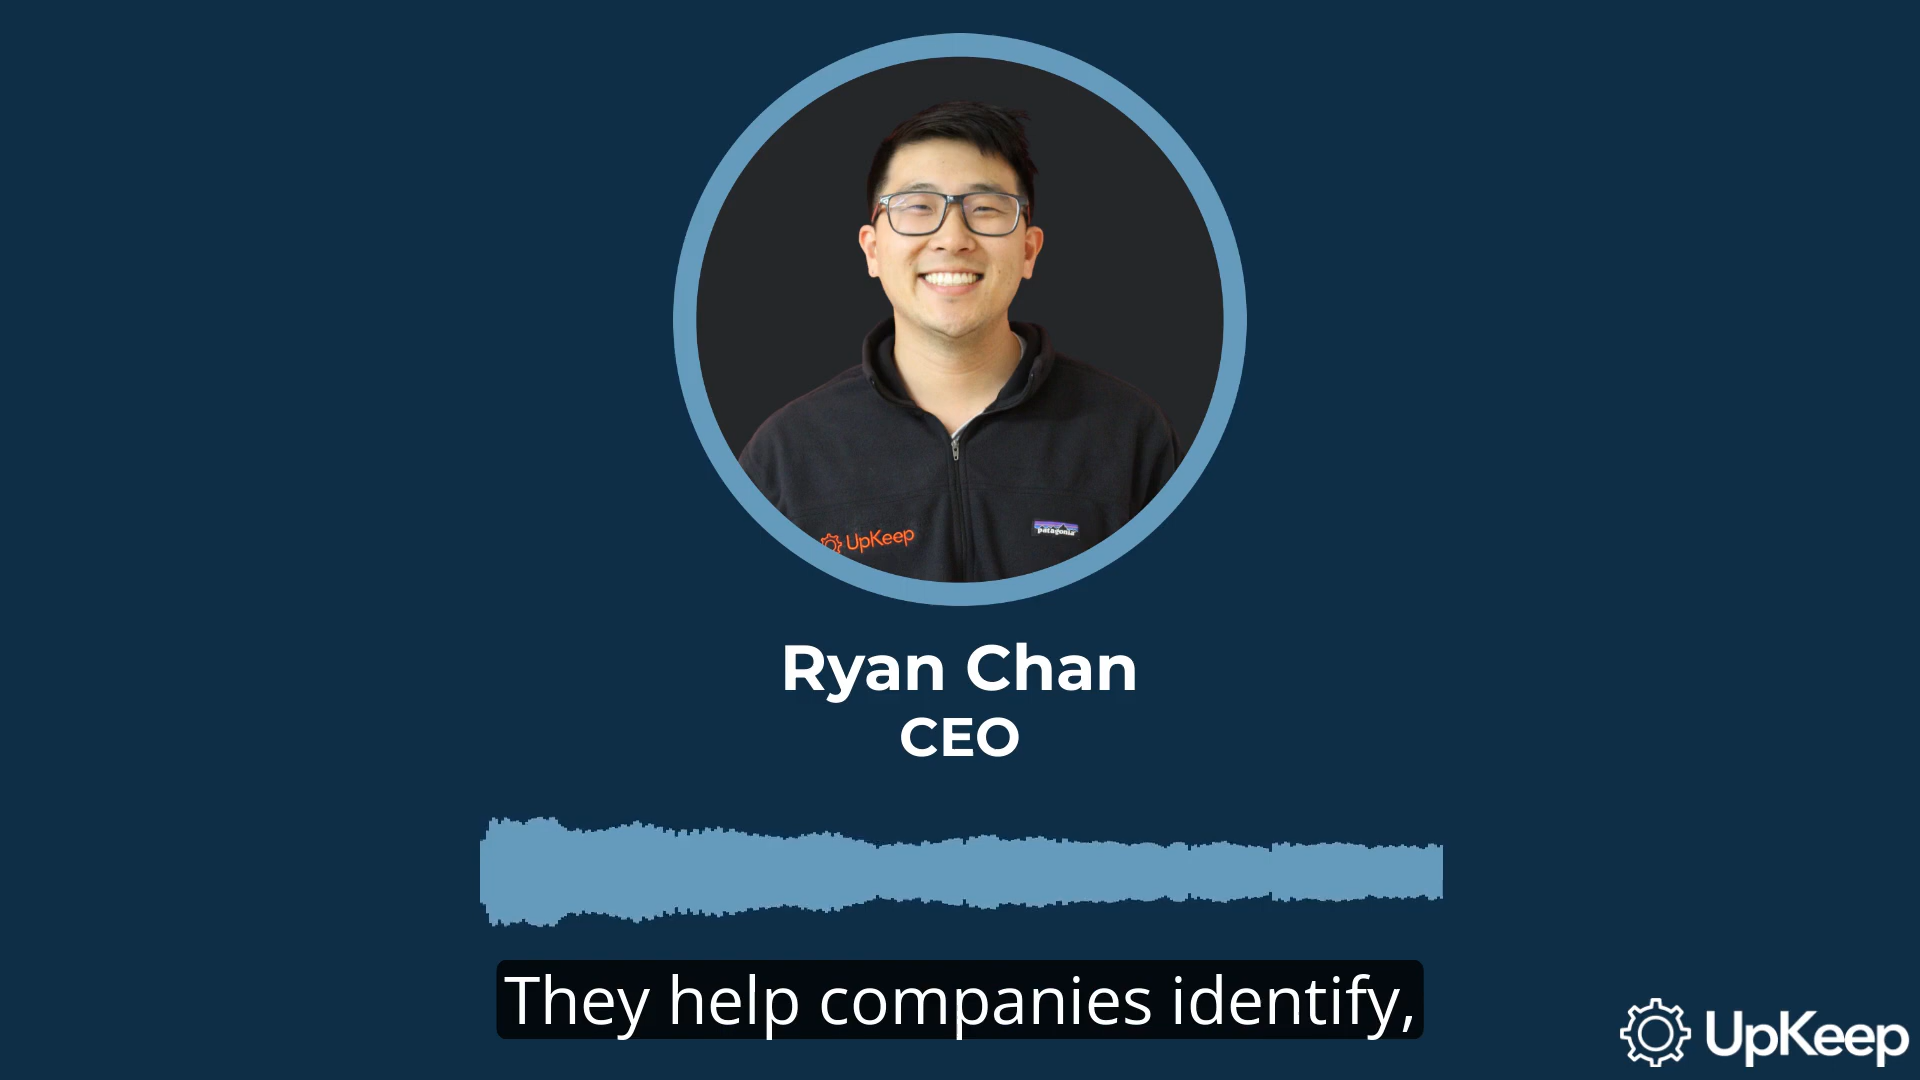 UpKeep
patagonia
Ryan Chan
CEO
They help companies identify,
UpKeep